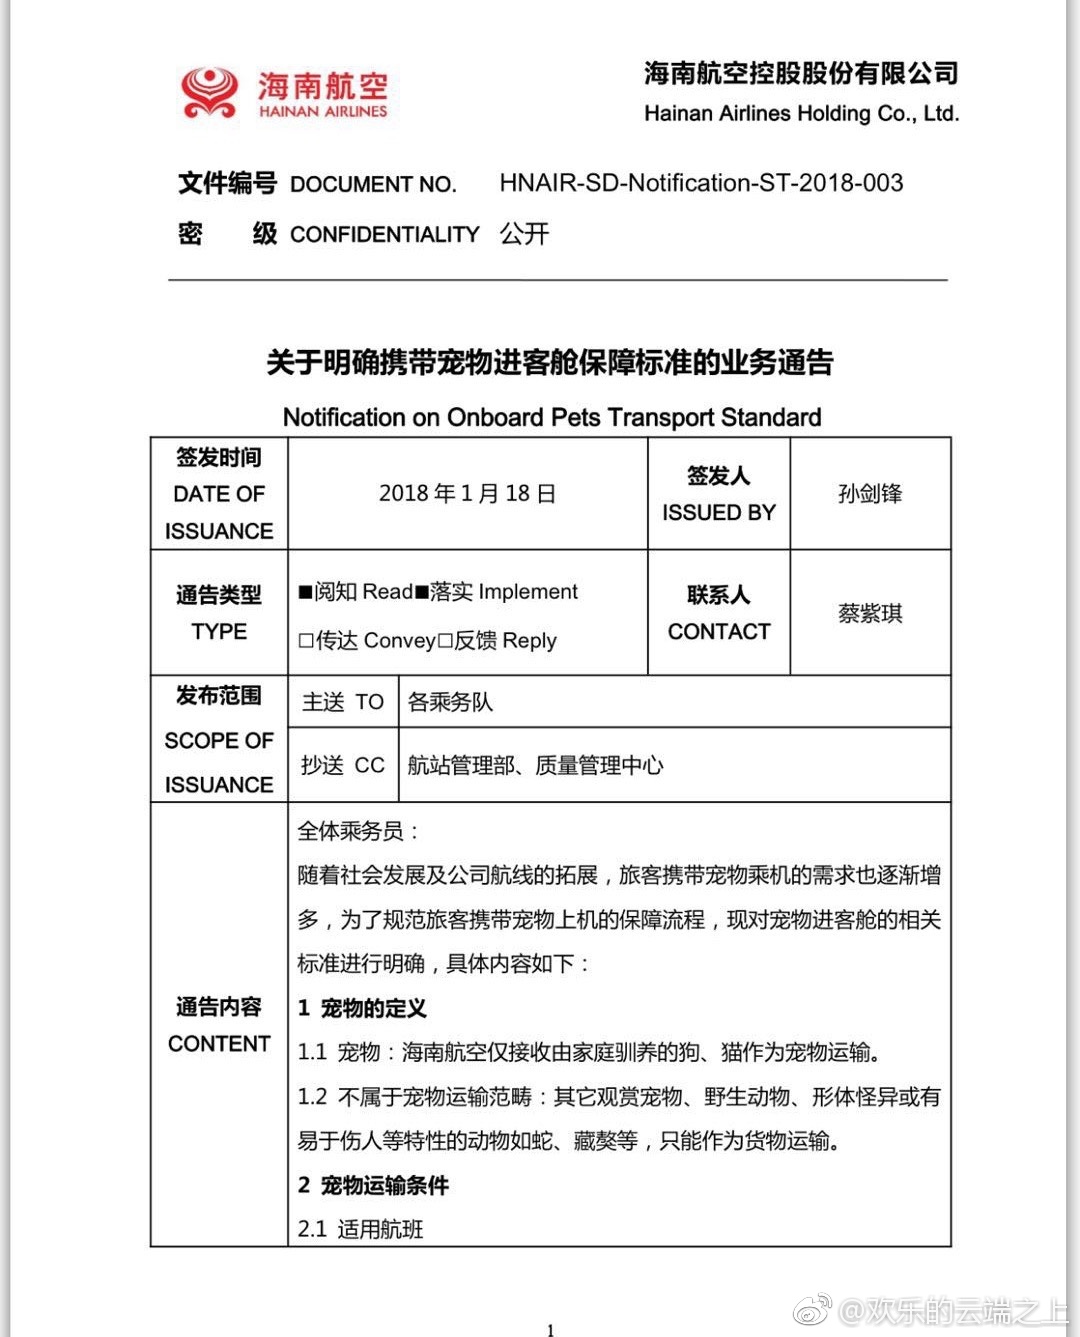 海南航空
HAINAN AIRLINES
海南航空控股股份有限公司
Hainan Airlines Holding Co., Ltd.
文件编号 DOCUMENT NO. HNAIR-SD-Notification-ST-2018-003
密 级 CONFIDENTIALITY 公开
关于明确携带宠物进客舱保障标准的业务通告
Notification on Onboard Pets Transport Standard
签发时间
DATE OF
ISSUANCE
2018 年 1 月 18 日
签发人
ISSUED BY
孙剑锋
通告类型
TYPE
■阅知 Read■落实 Implement
□传达 Convey□反馈 Reply
联系人
CONTACT
蔡紫琪
发布范围
SCOPE OF
ISSUANCE
主送 TO 各乘务队
抄送 CC 航站管理部、质量管理中心
通告内容
CONTENT
全体乘务员：
随着社会发展及公司航线的拓展，旅客携带宠物乘机的需求也逐渐增
多，为了规范旅客携带宠物上机的保障流程，现对宠物进客舱的相关
标准进行明确，具体内容如下：
1 宠物的定义
1.1 宠物：海南航空仅接收由家庭驯养的狗、猫作为宠物运输。
1.2 不属于宠物运输范畴：其它观赏宠物、野生动物、形体怪异或有
易于伤人等特性的动物如蛇、藏獒等，只能作为货物运输。
2 宠物运输条件
2.1 适用航班
1
@欢乐的云端之上